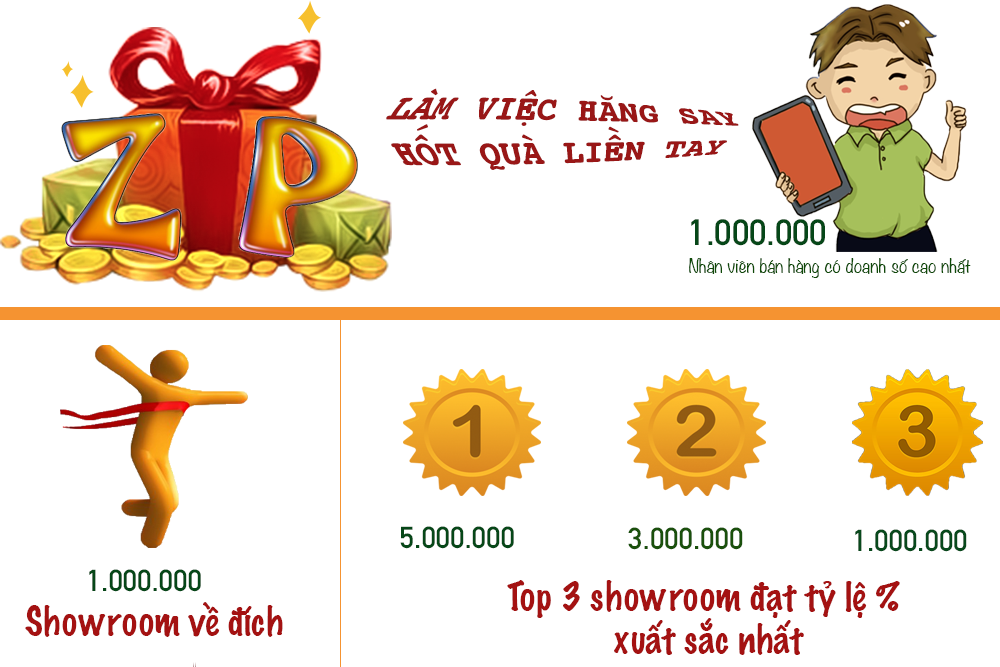 ZP
LÀM VIỆC HĂNG SAY
HỐT QUÀ LIỀN TAY
1.000.000
Nhân viên bán hàng có doanh số cao nhất
1.000.000
Showroom về đích
1
2
3
5.000.000
3.000.000
1.000.000
Top 3 showroom đạt tỷ lệ %
xuất sắc nhất